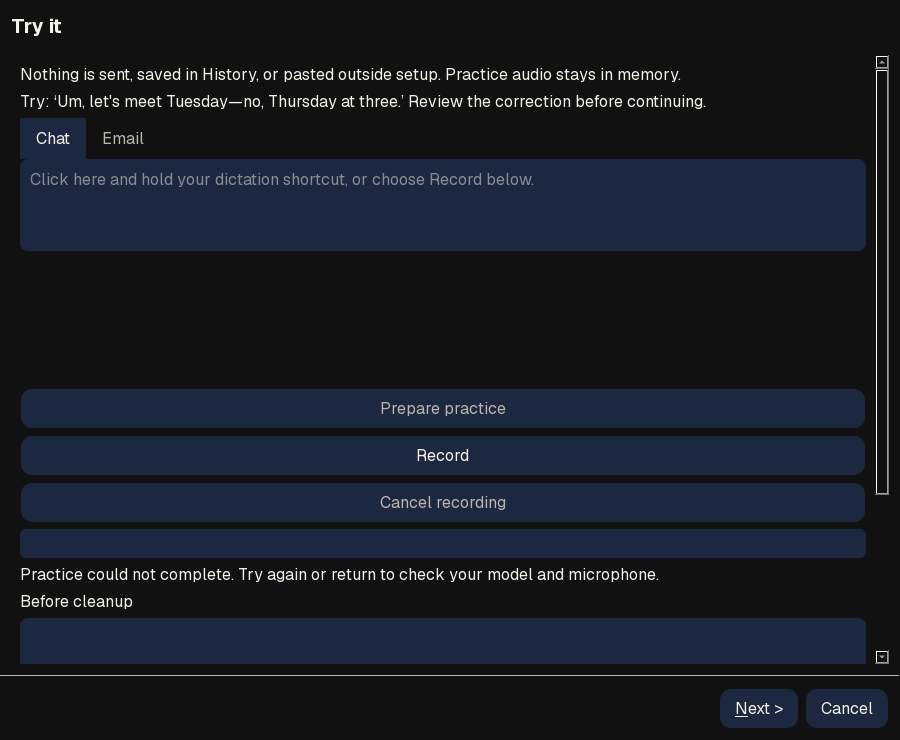 Try it
Nothing is sent, saved in History, or pasted outside setup. Practice audio stays in memory.
Try: ‘Um, let's meet Tuesday—no, Thursday at three.’ Review the correction before continuing.
Chat Email
Click here and hold your dictation shortcut, or choose Record below.
Prepare practice
Record
Cancel recording
Practice could not complete. Try again or return to check your model and microphone.
Before cleanup
Next > Cancel